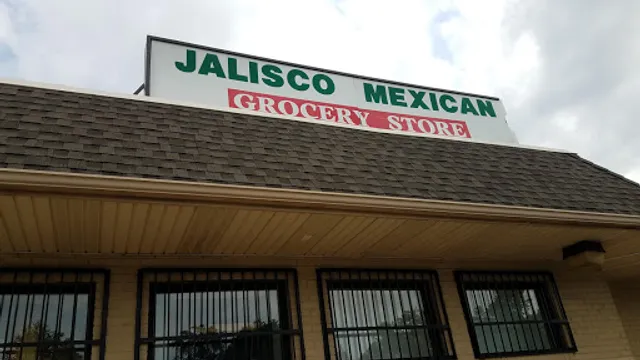 JALISCO MEXICAN
GROCERY STORE